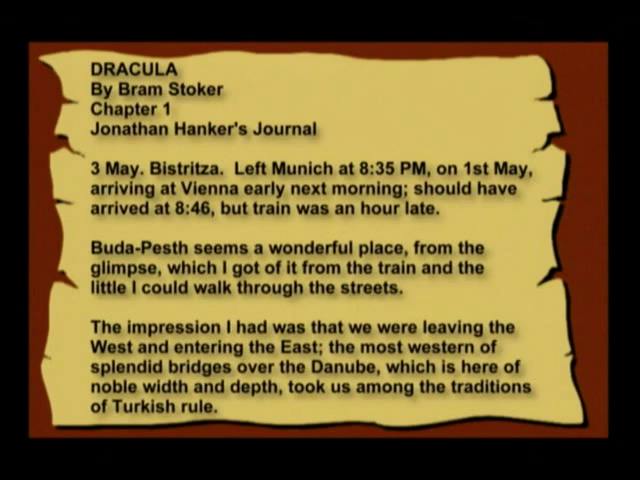 DRACULA
By Bram Stoker
Chapter 1
Jonathan Hanker's Journal
3 May. Bistritza.  Left Munich at 8:35 PM, on 1st May,
arriving at Vienna early next morning; should have
arrived at 8:46, but train was an hour late.
Buda-Pesth seems a wonderful place, from the
glimpse, which I got of it from the train and the
little I could walk through the streets.
The impression I had was that we were leaving the
West and entering the East; the most western of
splendid bridges over the Danube, which is here of
noble width and depth, took us among the traditions
of Turkish rule.